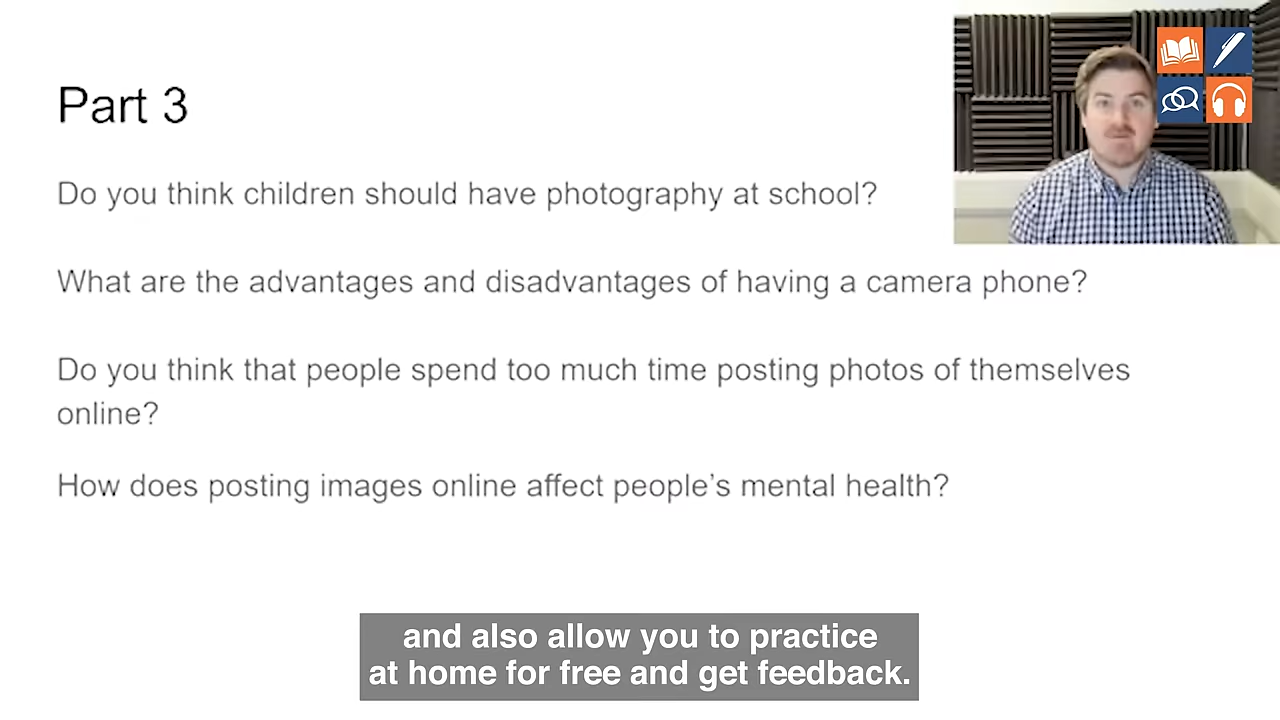 Part 3
Do you think children should have photography at school?
What are the advantages and disadvantages of having a camera phone?
Do you think that people spend too much time posting photos of themselves
online?
How does posting images online affect people’s mental health?
and also allow you to practice
at home for free and get feedback.